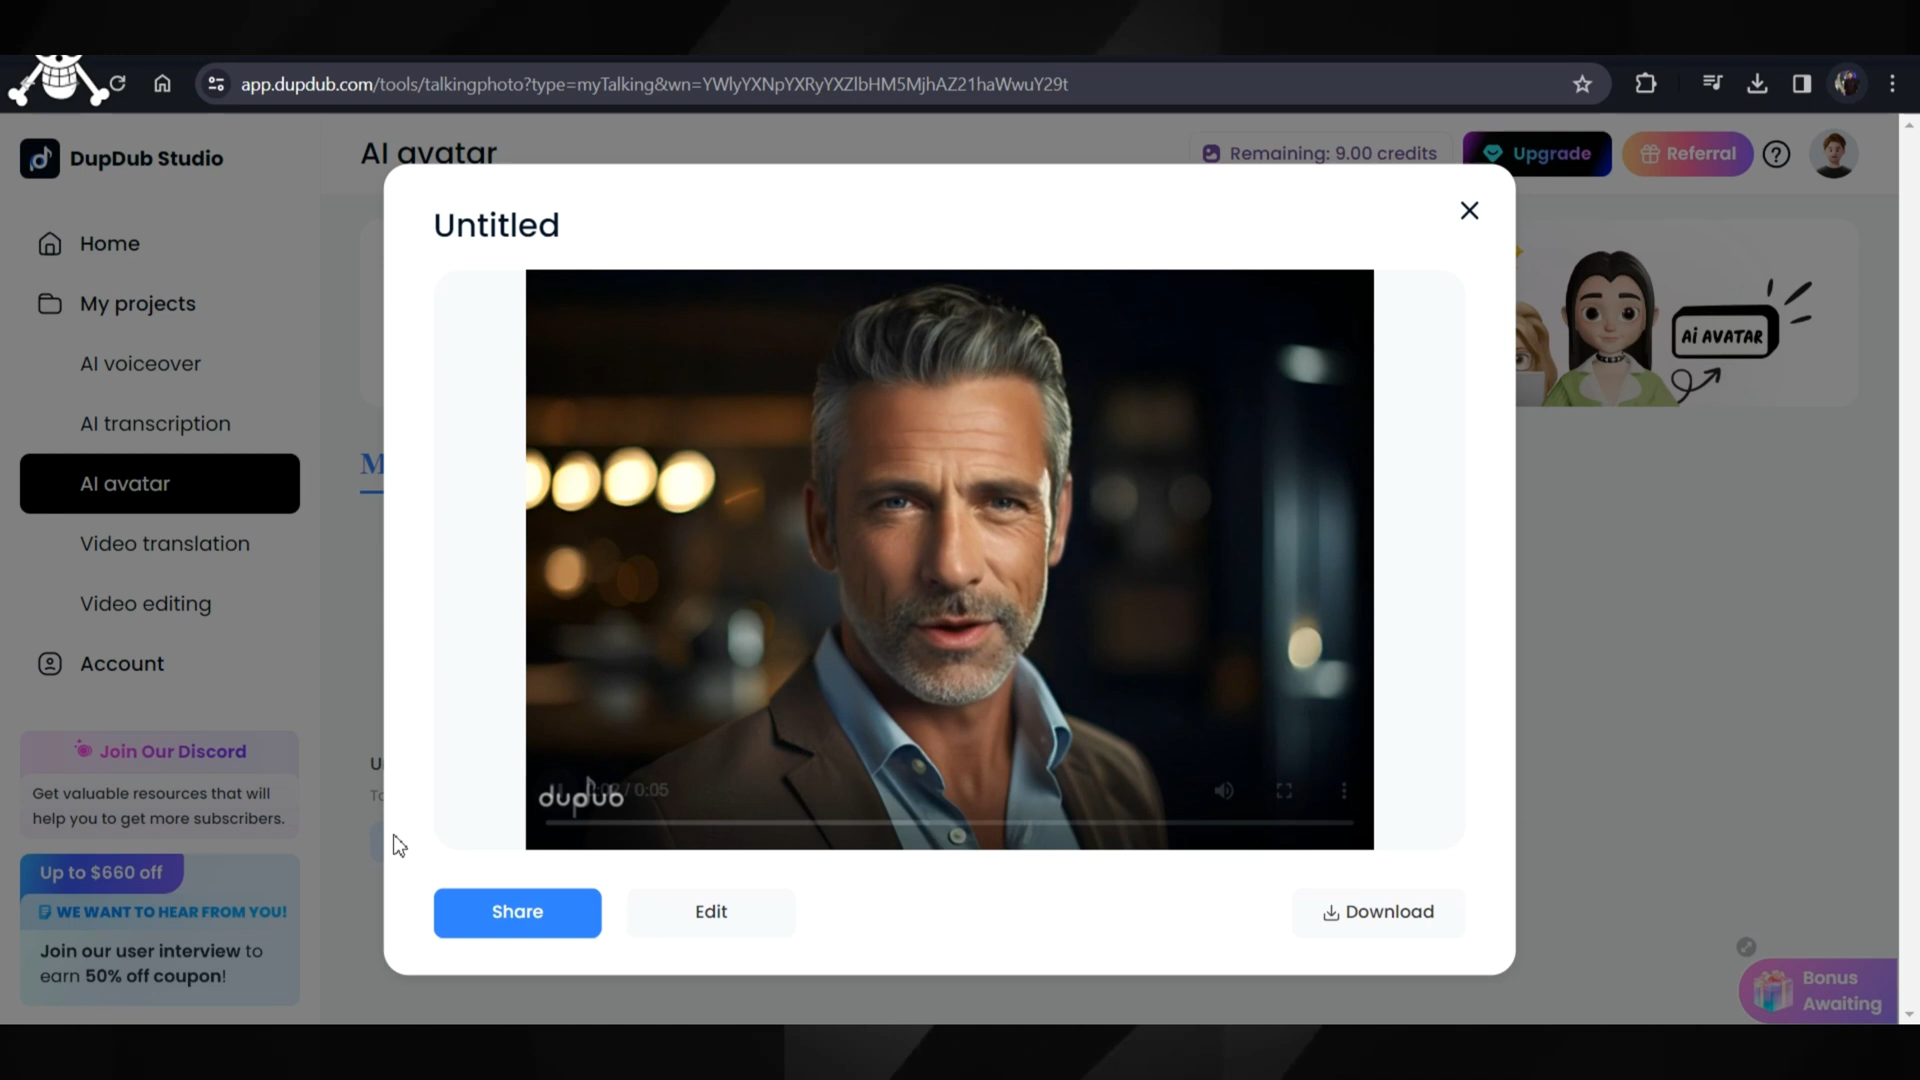 app.dupdub.com/tools/talkingphoto?type=myTalking&wn=YWlyYXNpYXRyYXZlbHM5MjhAZ21haWwuY29t
DupDub Studio
AI avatar
Remaining: 9.00 credits
Upgrade
Referral
Home
My projects
AI voiceover
AI transcription
AI avatar
Video translation
Video editing
Account
Join Our Discord
Get valuable resources that will
help you to get more subscribers.
Up to $660 off
WE WANT TO HEAR FROM YOU!
Join our user interview to
earn 50% off coupon!
Untitled
dupdub
/ 0:05
Share
Edit
Download
Ai AVATAR
Bonus
Awaiting